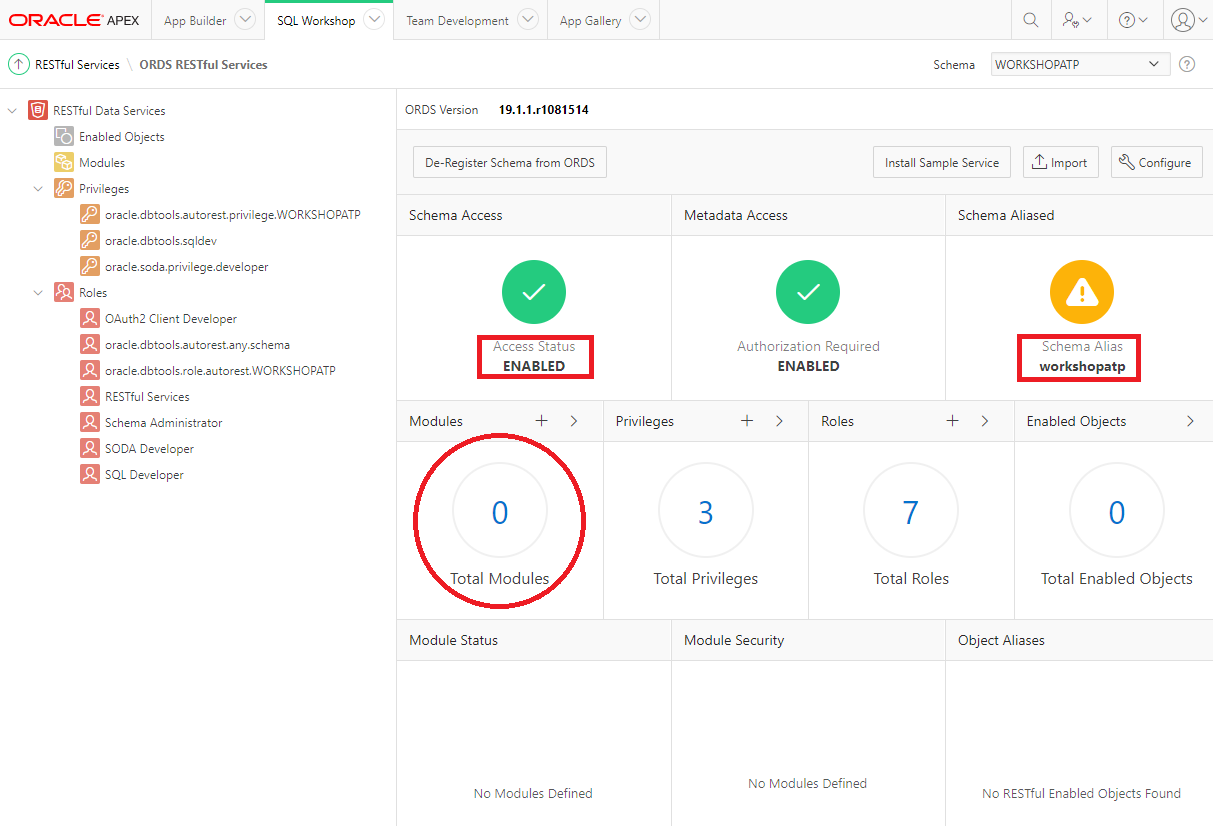 ORACLE APEX App Builder SQL Workshop Team Development App Gallery
RESTful Services \ ORDS RESTful Services Schema WORKSHOPATP
RESTful Data Services
Enabled Objects
Modules
Privileges
oracle.dbtools.autorest.privilege.WORKSHOPATP
oracle.dbtools.sqldev
oracle.soda.privilege.developer
Roles
OAuth2 Client Developer
oracle.dbtools.autorest.any.schema
oracle.dbtools.role.autorest.WORKSHOPATP
RESTful Services
Schema Administrator
SODA Developer
SQL Developer
ORDS Version 19.1.1.r1081514
De-Register Schema from ORDS Install Sample Service Import Configure
Schema Access Metadata Access Schema Aliased
Access Status Authorization Required Schema Alias
ENABLED ENABLED workshopatp
Modules Privileges Roles Enabled Objects
0 3 7 0
Total Modules Total Privileges Total Roles Total Enabled Objects
Module Status Module Security Object Aliases
No Modules Defined No Modules Defined No RESTful Enabled Objects Found